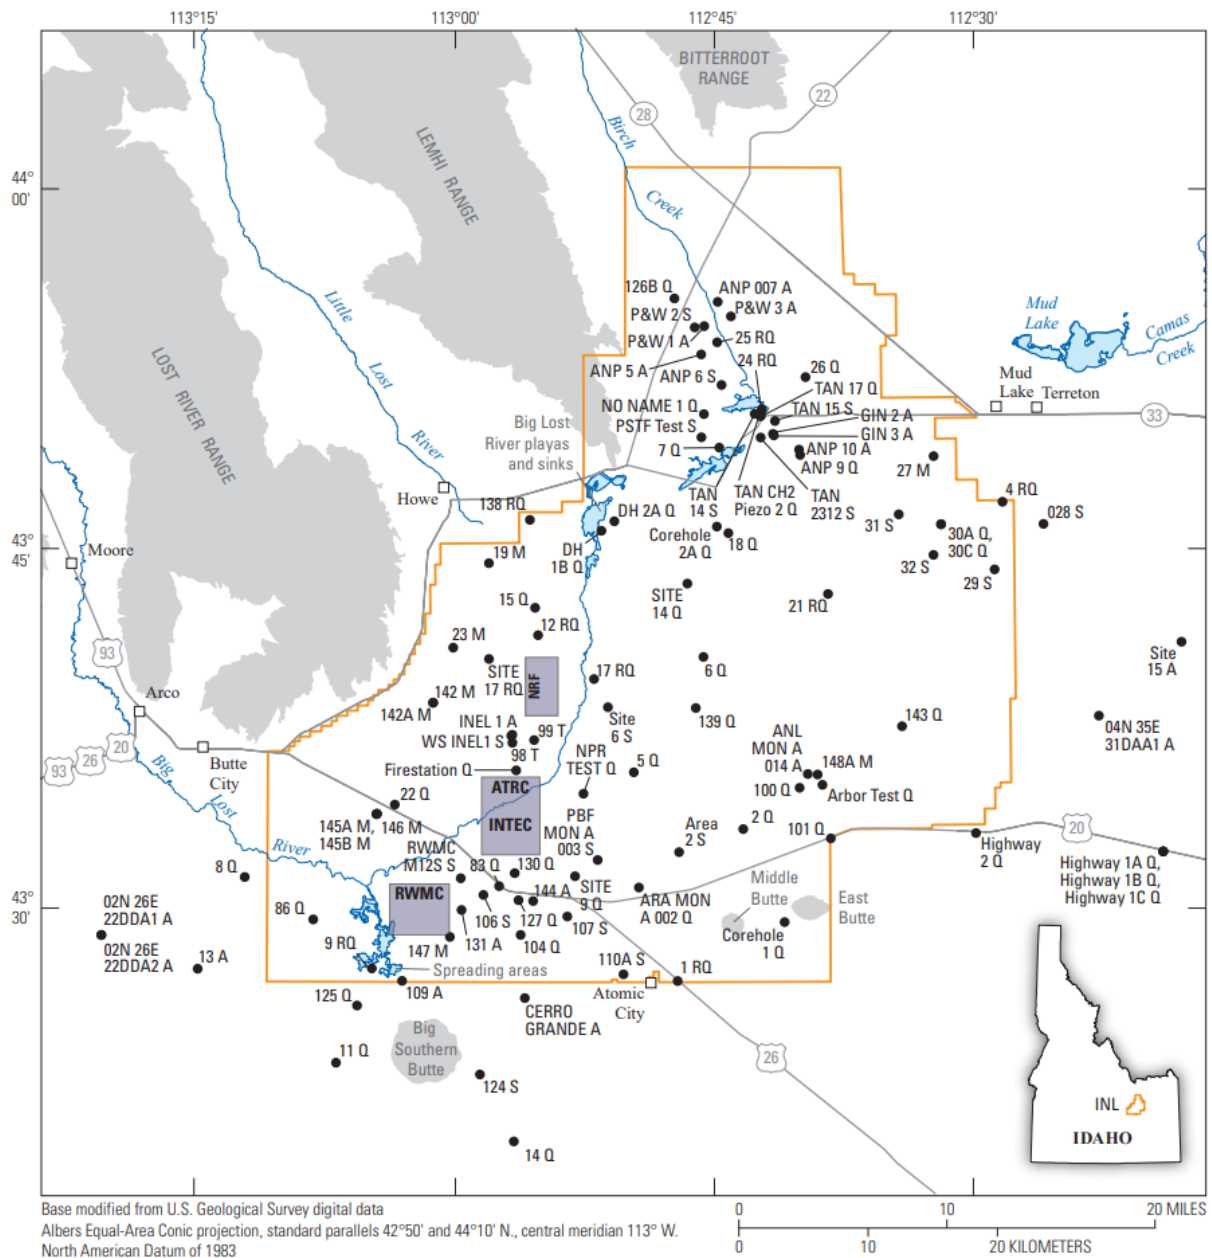 113°15'
113°00'
112°45'
112°30'
BITTERROOT
RANGE
22
28
Birch
LEMHI RANGE
44°
00'
Creek
126B Q
ANP 007 A
P&W 2 S
P&W 3 A
Little
Mud
Lake
Camas
Creek
P&W 1 A
25 RQ
24 RQ
LOST RIVER RANGE
ANP 5 A
26 Q
Lost
ANP 6 S
TAN 17 Q
Mud
Lake
Terreton
NO NAME 1 Q
TAN 15 S
GIN 2 A
33
Big Lost
River playas
and sinks
PSTF Test S
GIN 3 A
River
7 Q
ANP 10 A
ANP 9 Q
27 M
Howe
138 RQ
TAN
14 S
TAN CH2
Piezo 2 Q
TAN
2312 S
4 RQ
DH 2A Q
028 S
31 S
43°
45'
Moore
DH
1B Q
Corehole
2A Q
18 Q
30A Q,
30C Q
19 M
32 S
29 S
SITE
14 Q
15 Q
21 RQ
12 RQ
23 M
93
Site
15 A
SITE
17 RQ
NRF
17 RQ
6 Q
Arco
142 M
142A M
INEL 1 A
99 T
Site
6 S
139 Q
143 Q
04N 35E
31DAA1 A
WS INEL1 S
98 T
ANL
MON A
014 A
20
26
93
Butte
City
NPR
TEST Q
5 Q
148A M
Firestation Q
Big
Lost
River
ATRC
100 Q
Arbor Test Q
22 Q
INTEC
PBF
MON A
003 S
Area
2 S
2 Q
101 Q
20
145A M,
145B M
146 M
RWMC
M12S S
83 Q
130 Q
Highway
2 Q
Highway 1A Q,
Highway 1B Q,
Highway 1C Q
8 Q
Middle
Butte
43°
30'
02N 26E
22DDA1 A
RWMC
144 A
SITE
9 Q
ARA MON
A 002 Q
East
Butte
86 Q
106 S
127 Q
107 S
Corehole
1 Q
02N 26E
22DDA2 A
9 RQ
147 M
131 A
104 Q
13 A
Spreading areas
110A S
1 RQ
109 A
Atomic
City
125 Q
CERRO
GRANDE A
Big
Southern
Butte
11 Q
26
124 S
INL
IDAHO
14 Q
Base modified from U.S. Geological Survey digital data
Albers Equal-Area Conic projection, standard parallels 42°50' and 44°10' N., central meridian 113° W.
North American Datum of 1983
0 10 20 MILES
0 10 20 KILOMETERS